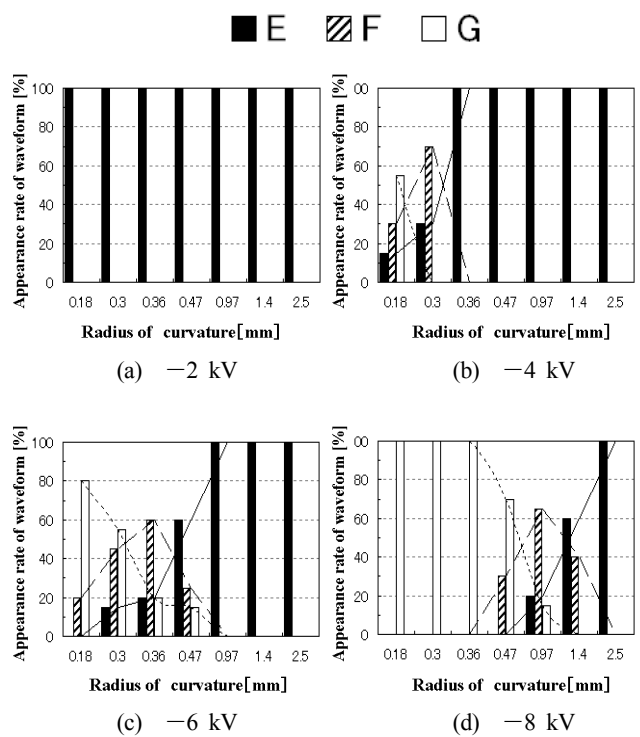 E F G
Appearance rate of waveform [%]
100
80
60
40
20
0
0.18 0.3 0.36 0.47 0.97 1.4 2.5
Radius of curvature[mm]
(a) －2 kV
Appearance rate of waveform [%]
00
80
60
40
20
0
0.18 0.3 0.36 0.47 0.97 1.4 2.5
Radius of curvature[mm]
(b) －4 kV
Appearance rate of waveform [%]
100
80
60
40
20
0
0.18 0.3 0.36 0.47 0.97 1.4 2.5
Radius of curvature[mm]
(c) －6 kV
Appearance rate of waveform [%]
00
80
60
40
20
0
0.18 0.3 0.36 0.47 0.97 1.4 2.5
Radius of curvature[mm]
(d) －8 kV